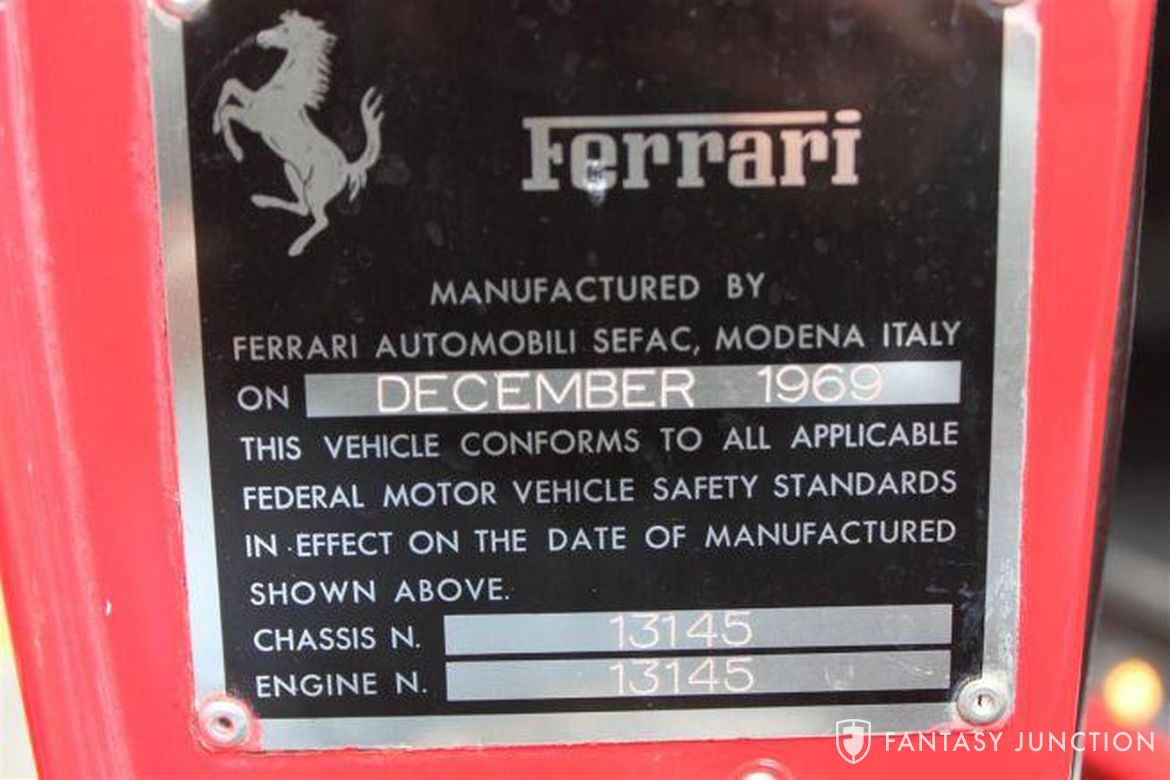 Ferrari
MANUFACTURED BY
FERRARI AUTOMOBILI SEFAC, MODENA ITALY
ON DECEMBER 1969
THIS VEHICLE CONFORMS TO ALL APPLICABLE
FEDERAL MOTOR VEHICLE SAFETY STANDARDS
IN EFFECT ON THE DATE OF MANUFACTURED
SHOWN ABOVE.
CHASSIS N. 13145
ENGINE N. 13145
FANTASY JUNCTION